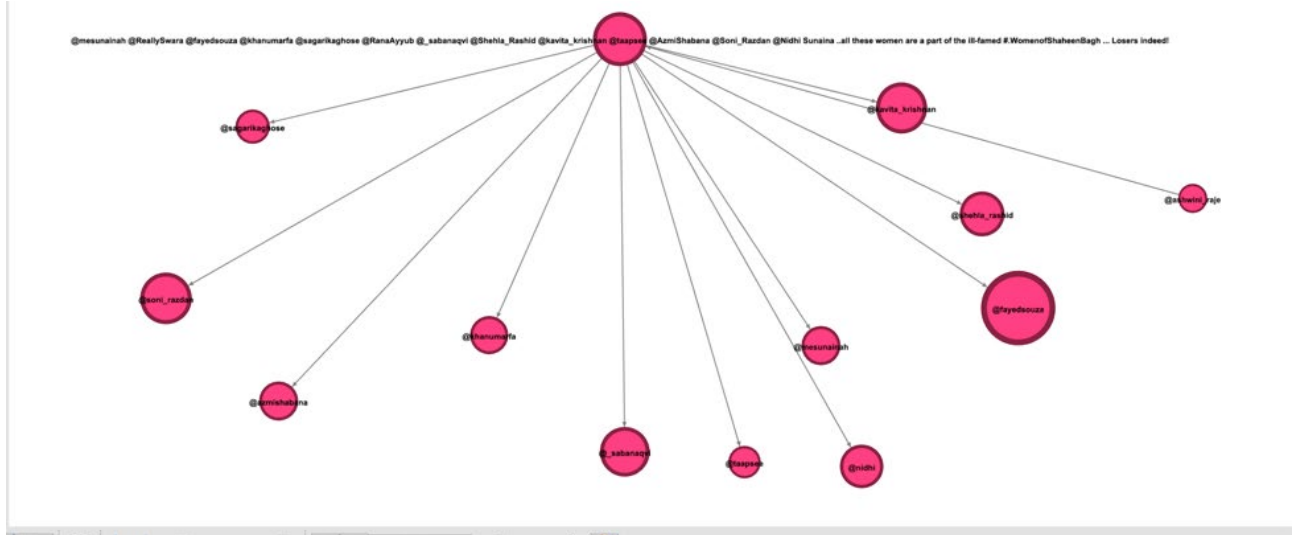 @mesunainah @ReallySwara @fayedsouza @khanumarfa @sagarikaghose @RanaAyyub @_sabanaqvi @Shehla_Rashid @kavita_krishnan @taapsee @AzmiShabana @Soni_Razdan @Nidhi Sunaina ..all these women are a part of the ill-famed #.WomenofShaheenBagh ... Losers indeed!
@kavita_krishnan
@sagarikaghose
@ashwini_raje
@shehla_rashid
@soni_razdan
@fayedsouza
@khanumarfa
@mesunainah
@azmishabana
@_sabanaqvi
@taapsee
@nidhi